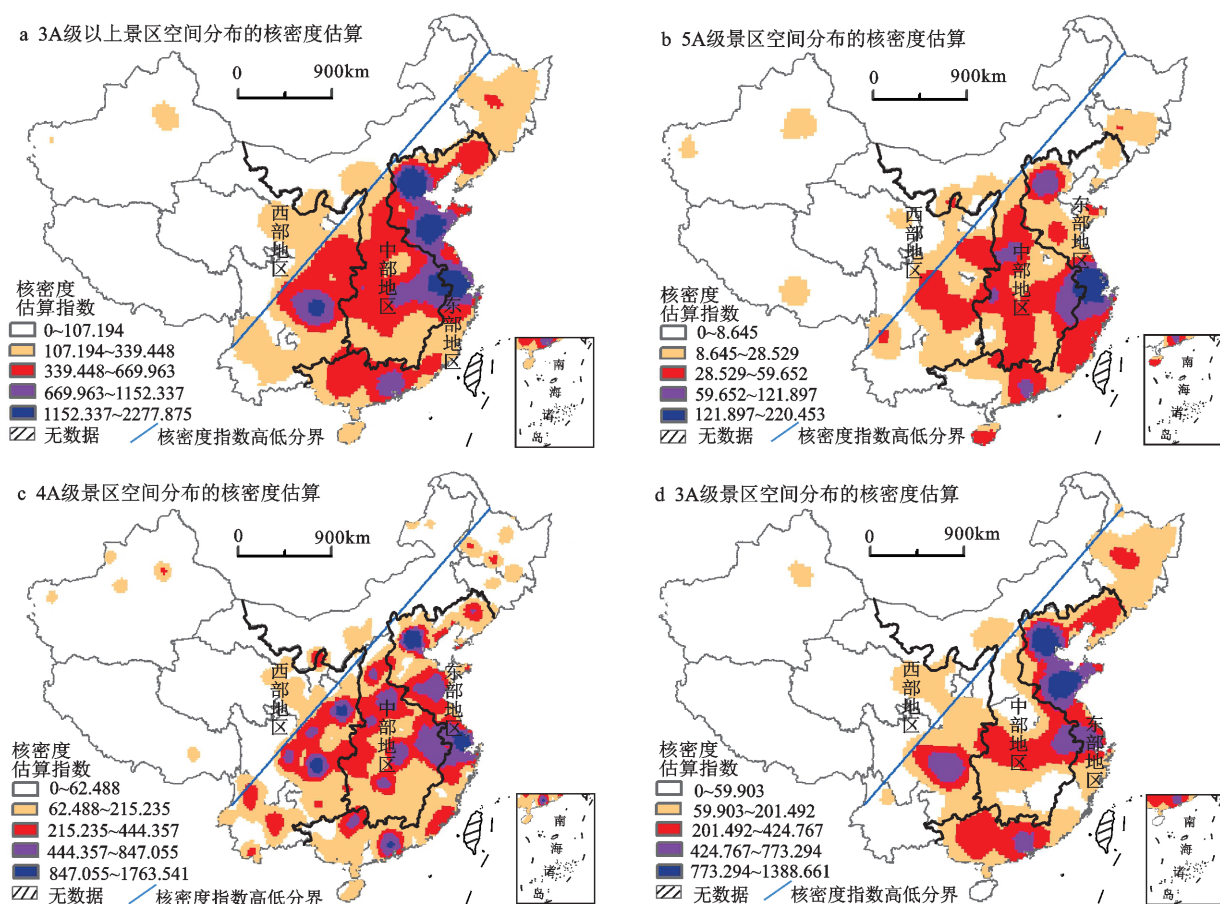 a 3A级以上景区空间分布的核密度估算
0 900km
西部地区
中部地区
东部地区
核密度
估算指数
0~107.194
107.194~339.448
339.448~669.963
669.963~1152.337
1152.337~2277.875
无数据
核密度指数高低分界
南海诸岛
b 5A级景区空间分布的核密度估算
0 900km
西部地区
中部地区
东部地区
核密度
估算指数
0~8.645
8.645~28.529
28.529~59.652
59.652~121.897
121.897~220.453
无数据
核密度指数高低分界
南海诸岛
c 4A级景区空间分布的核密度估算
0 900km
西部地区
中部地区
东部地区
核密度
估算指数
0~62.488
62.488~215.235
215.235~444.357
444.357~847.055
847.055~1763.541
无数据
核密度指数高低分界
南海诸岛
d 3A级景区空间分布的核密度估算
0 900km
西部地区
中部地区
东部地区
核密度
估算指数
0~59.903
59.903~201.492
201.492~424.767
424.767~773.294
773.294~1388.661
无数据
核密度指数高低分界
南海诸岛